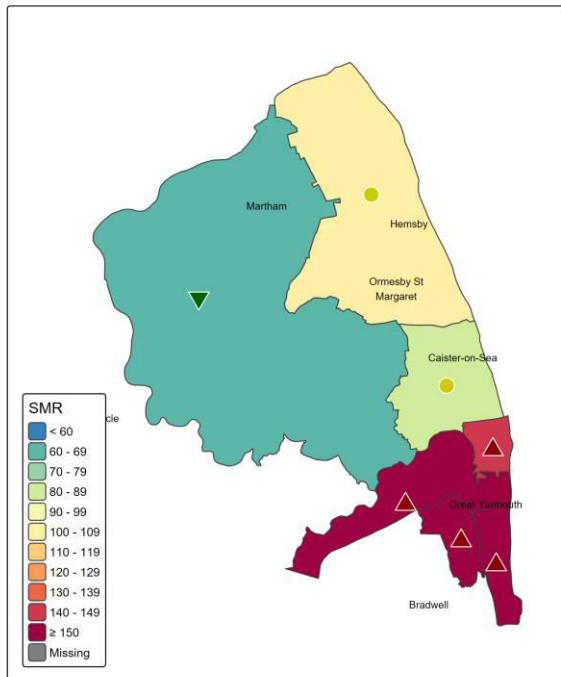 Martham
Hemsby
Ormesby St
Margaret
Caister-on-Sea
cle
Great Yarmouth
Bradwell
SMR
< 60
60 - 69
70 - 79
80 - 89
90 - 99
100 - 109
110 - 119
120 - 129
130 - 139
140 - 149
≥ 150
Missing